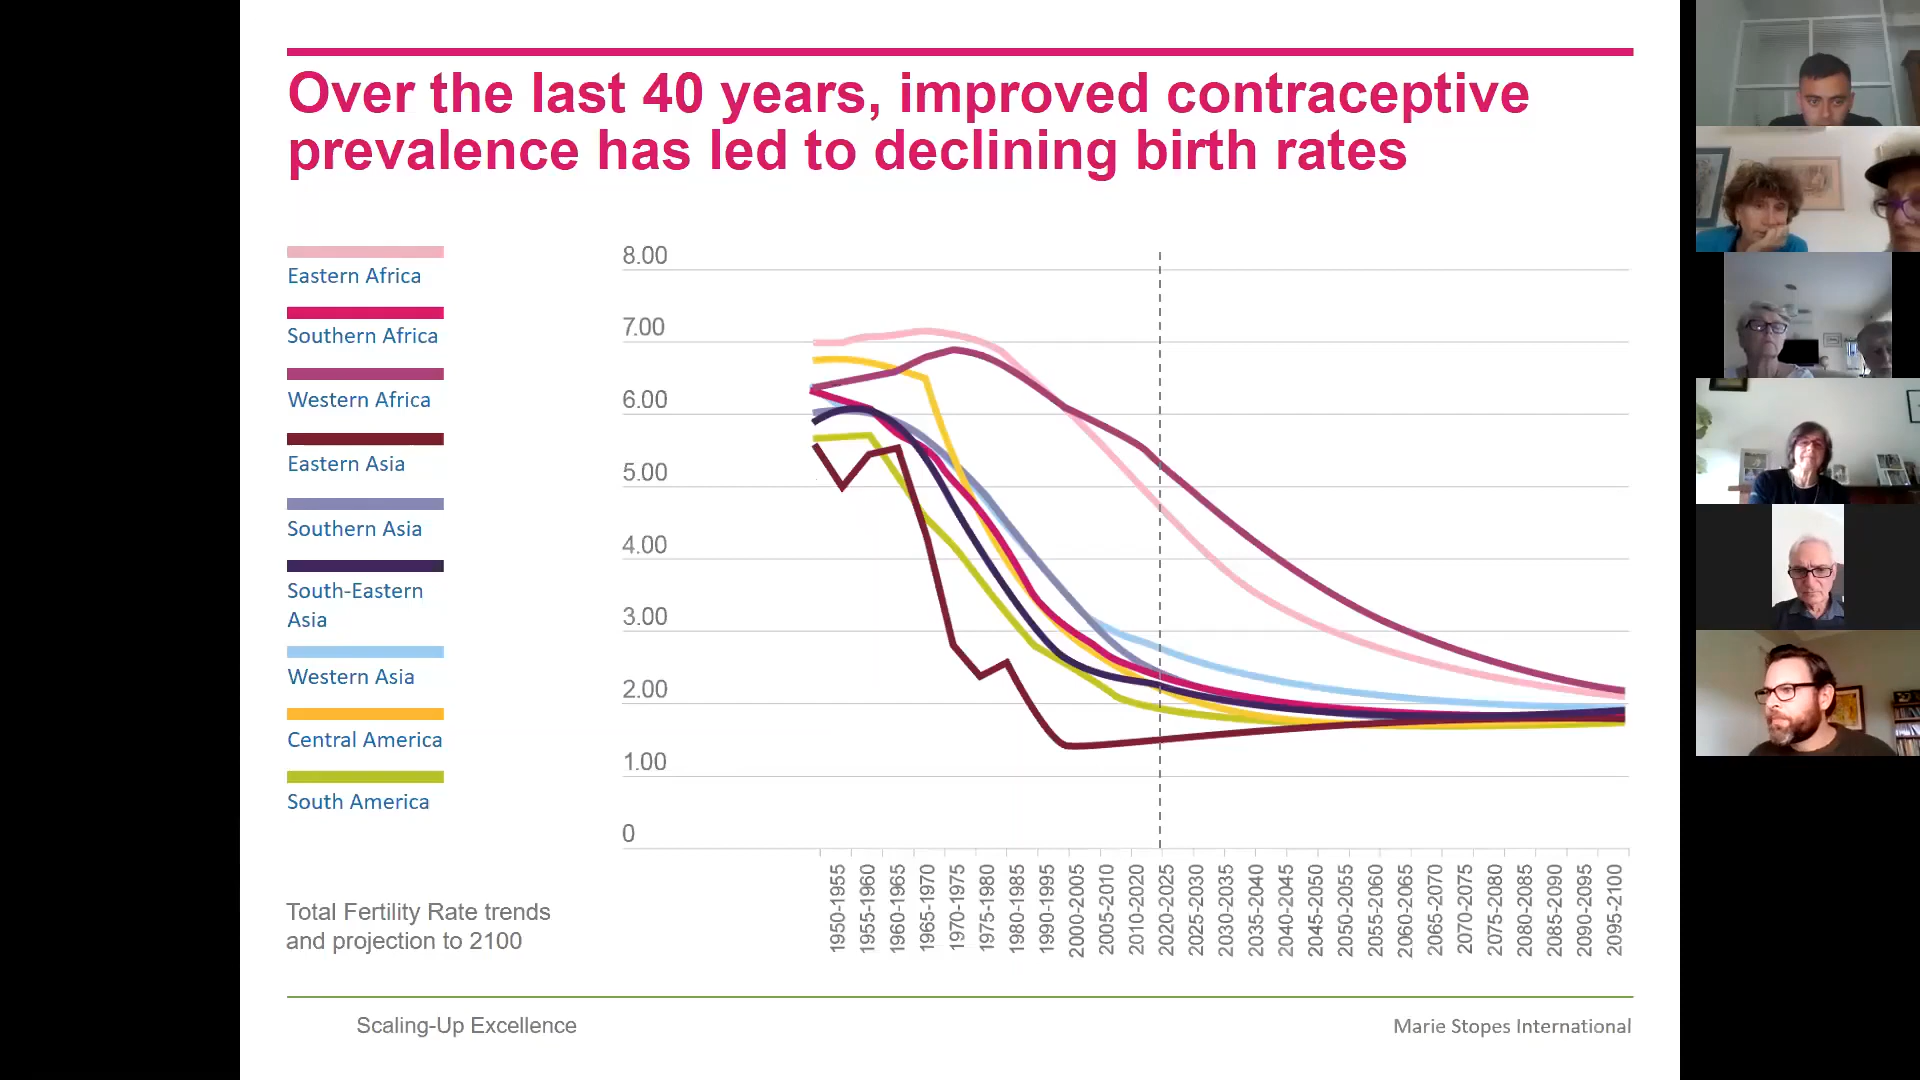 Over the last 40 years, improved contraceptive
prevalence has led to declining birth rates
Eastern Africa
Southern Africa
Western Africa
Eastern Asia
Southern Asia
South-Eastern
Asia
Western Asia
Central America
South America
8.00
7.00
6.00
5.00
4.00
3.00
2.00
1.00
0
1950-1955
1955-1960
1960-1965
1965-1970
1970-1975
1975-1980
1980-1985
1990-1995
2000-2005
2005-2010
2010-2020
2020-2025
2025-2030
2030-2035
2035-2040
2040-2045
2045-2050
2050-2055
2055-2060
2060-2065
2065-2070
2070-2075
2075-2080
2080-2085
2085-2090
2090-2095
2095-2100
Total Fertility Rate trends
and projection to 2100
Scaling-Up Excellence
Marie Stopes International